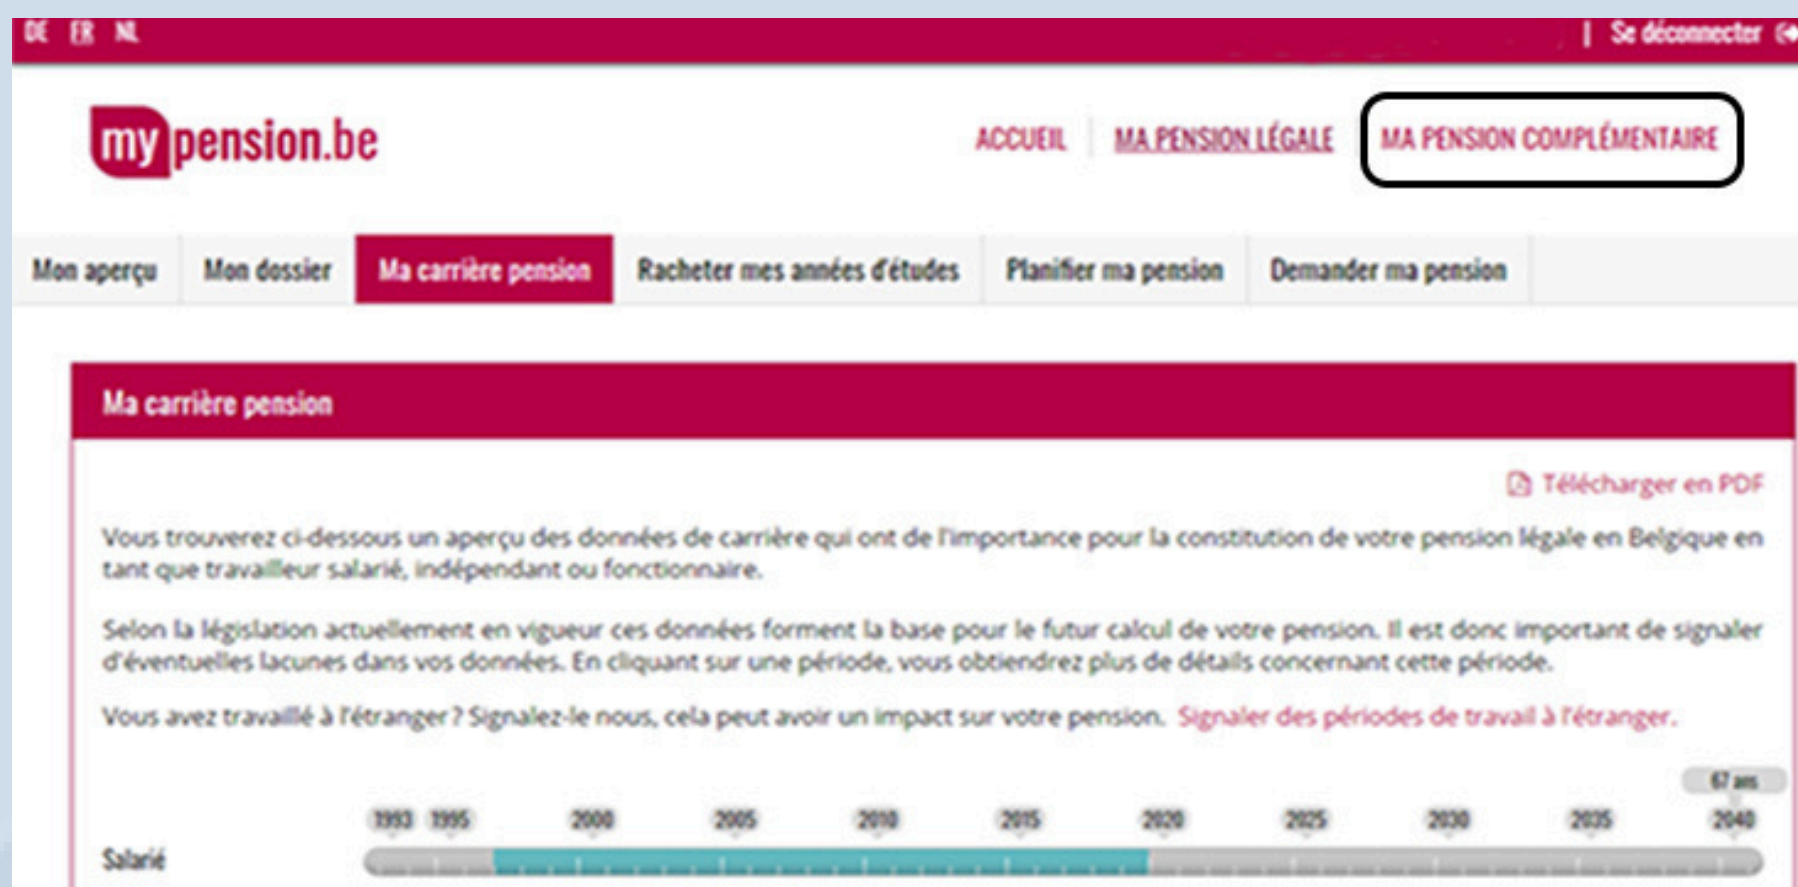 DE FR NL
| Se déconnecter
mypension.be
ACCUEIL MA PENSION LÉGALE MA PENSION COMPLÉMENTAIRE
Mon aperçu Mon dossier Ma carrière pension Racheter mes années d'études Planifier ma pension Demander ma pension
Ma carrière pension
Télécharger en PDF
Vous trouverez ci-dessous un aperçu des données de carrière qui ont de l'importance pour la constitution de votre pension légale en Belgique en
tant que travailleur salarié, indépendant ou fonctionnaire.
Selon la législation actuellement en vigueur ces données forment la base pour le futur calcul de votre pension. Il est donc important de signaler
d'éventuelles lacunes dans vos données. En cliquant sur une période, vous obtiendrez plus de détails concernant cette période.
Vous avez travaillé à l'étranger ? Signalez-le nous, cela peut avoir un impact sur votre pension. Signaler des périodes de travail à l'étranger.
67 ans
1993 1995 2000 2005 2010 2015 2020 2025 2030 2035 2040
Salarié